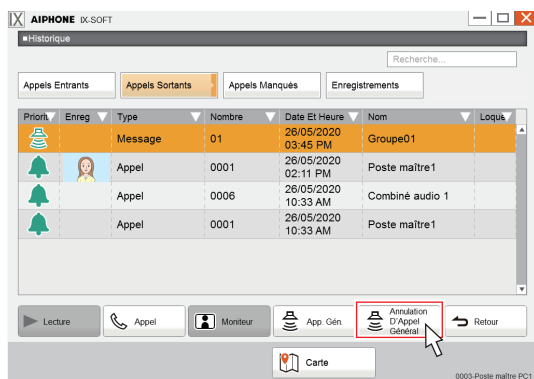 AIPHONE IX-SOFT
■Historique
Recherche...
Appels Entrants Appels Sortants Appels Manqués Enregistrements
Priorit Enreg Type Nombre Date Et Heure Nom Loque
Message 01 26/05/2020 03:45 PM Groupe01
Appel 0001 26/05/2020 02:11 PM Poste maître1
Appel 0006 26/05/2020 10:33 AM Combiné audio 1
Appel 0001 26/05/2020 10:33 AM Poste maître1
Lecture Appel Moniteur App. Gén. Annulation D'Appel Général Retour
Carte
0003-Poste maître PC1